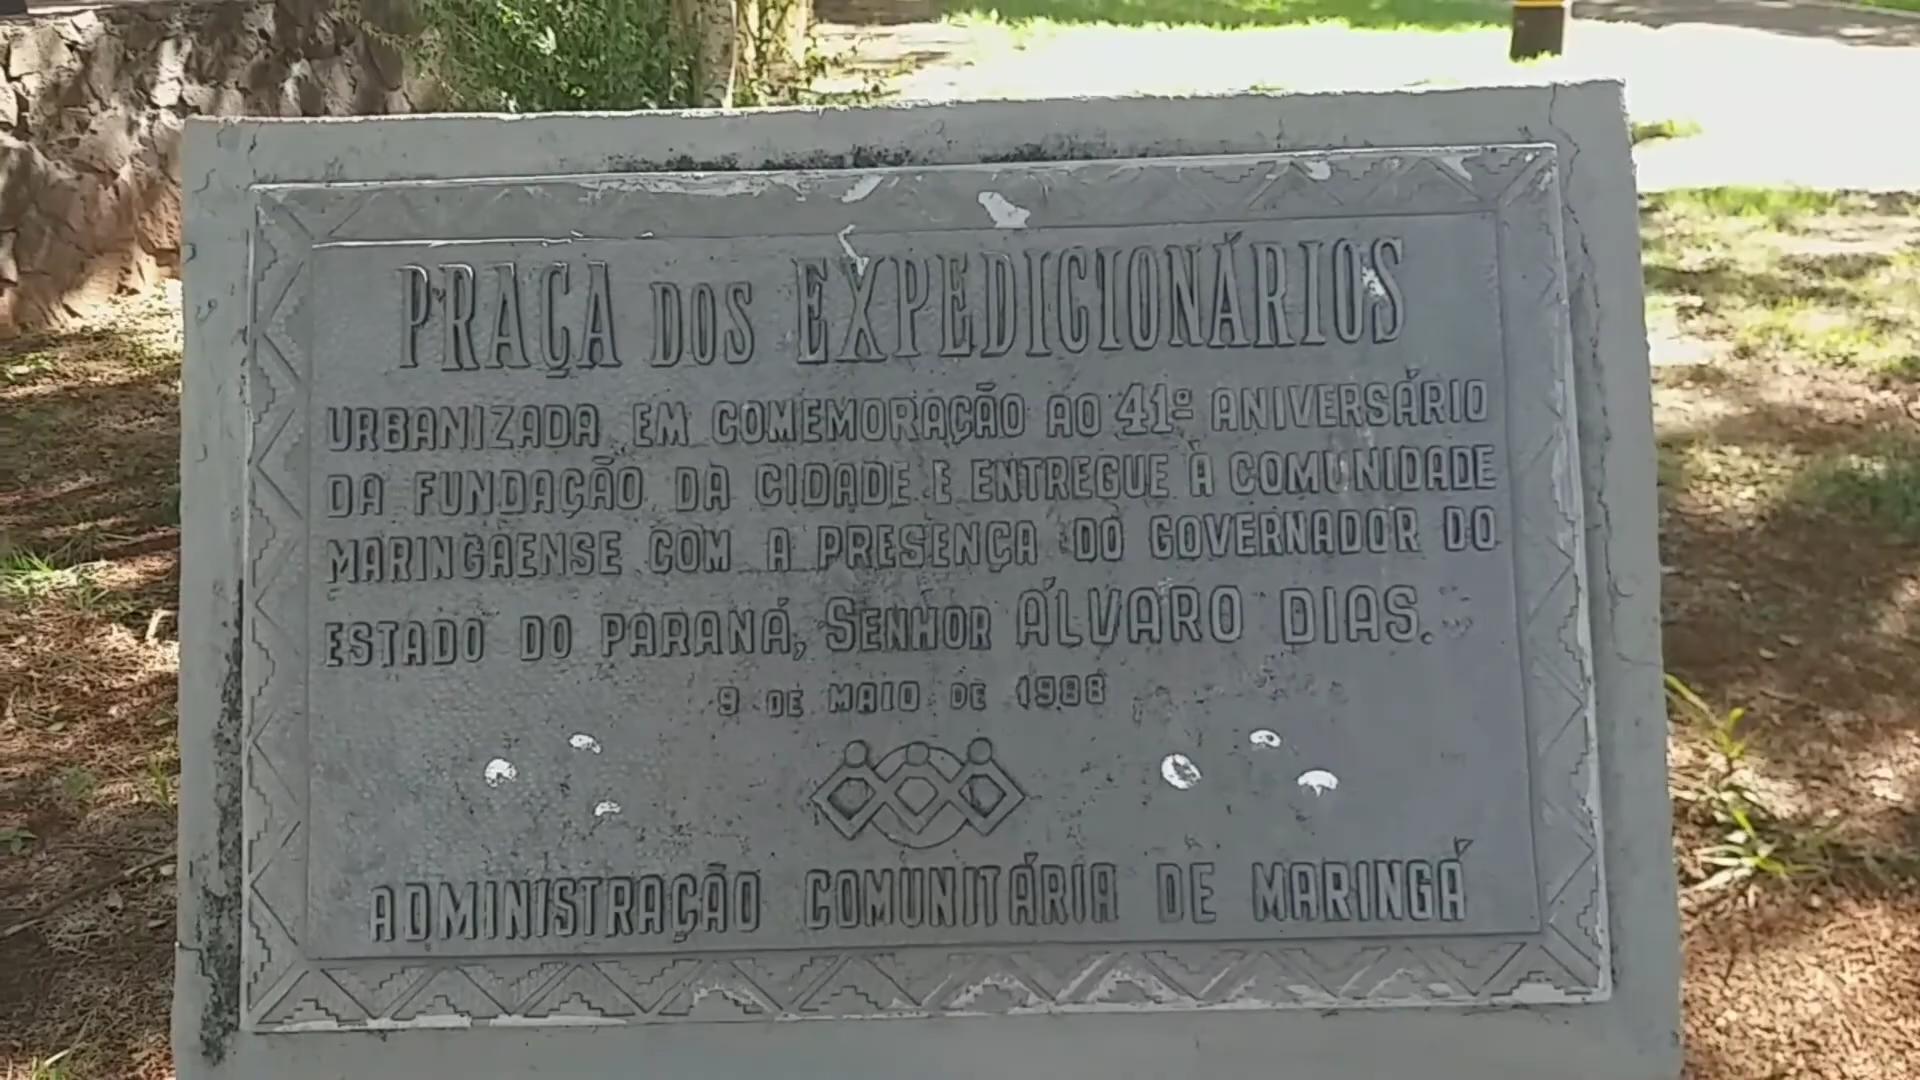 PRAÇA DOS EXPEDICIONÁRIOS
URBANIZADA EM COMEMORAÇÃO AO 41º ANIVERSÁRIO
DA FUNDAÇÃO DA CIDADE E ENTREGUE À COMUNIDADE
MARINGAENSE COM A PRESENÇA DO GOVERNADOR DO
ESTADO DO PARANÁ, SENHOR ÁLVARO DIAS.
9 DE MAIO DE 1988
ADMINISTRAÇÃO COMUNITÁRIA DE MARINGÁ